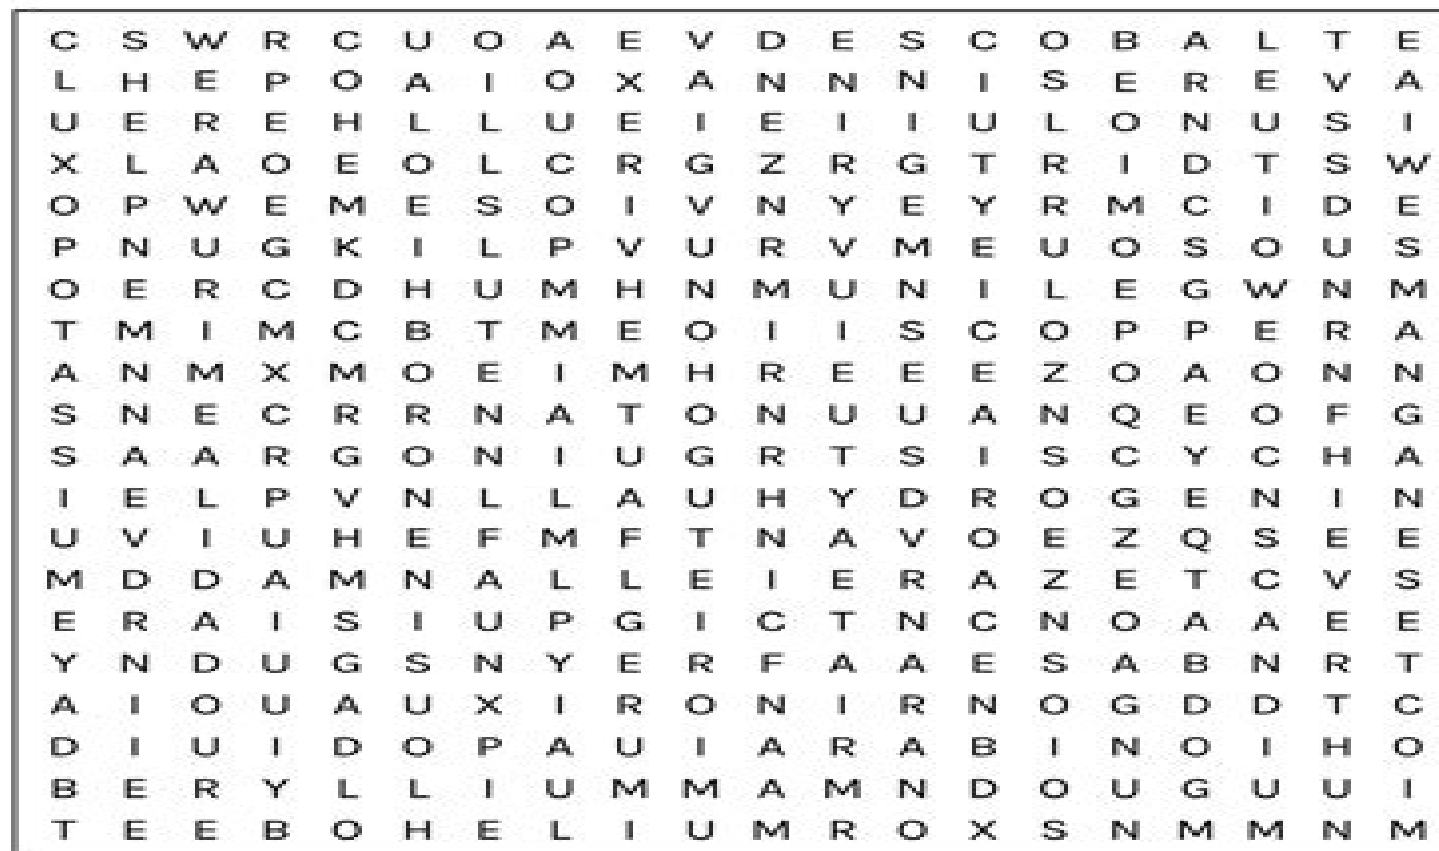 C S W R C U O A E V D E S C O B A L T E
L H E P O A I O X A N N N I S E R E V A
U E R E H L L U E I E I I U L O N U S I
X L A O E O L C R G Z R G T R I D T S W
O P W E M E S O I V N Y E Y R M C I D E
P N U G K I L P V U R V M E U O S O U S
O E R C D H U M H N M U N I L E G W N M
T M I M C B T M E O I I S C O P P E R A
A N M X M O E I M H R E E E Z O A O N N
S N E C R R N A T O N U U A N Q E O F G
S A A R G O N I U G R T S I S C Y C H A
I E L P V N L L A U H Y D R O G E N I N
U V I U H E F M F T N A V O E Z Q S E E
M D D A M N A L L E I E R A Z E T C V S
E R A I S I U P G I C T N C N O A A E E
Y N D U G S N Y E R F A A E S A B N R T
A I O U A U X I R O N I R N O G D D T C
D I U I D O P A U I A R A B I N O I H O
B E R Y L L I U M M A M N D O U G U U I
T E E B O H E L I U M R O X S N M M N M